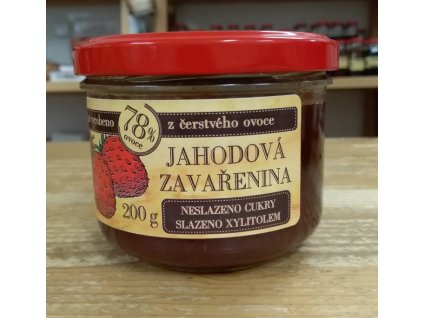 78%
ovoce
z čerstvého ovoce
JAHODOVÁ
ZAVAŘENINA
200 g
NESLAZENO CUKRY
SLAZENO XYLITOLEM